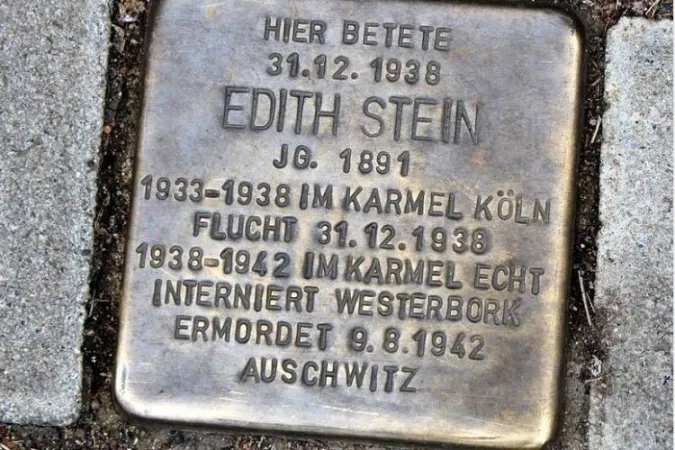 HIER BETETE
31.12. 1938
EDITH STEIN
JG. 1891
1933-1938 IM KARMEL KÖLN
FLUCHT 31.12.1938
1938-1942 IM KARMEL ECHT
INTERNIERT WESTERBORK
ERMORDET 9.8.1942
AUSCHWITZ